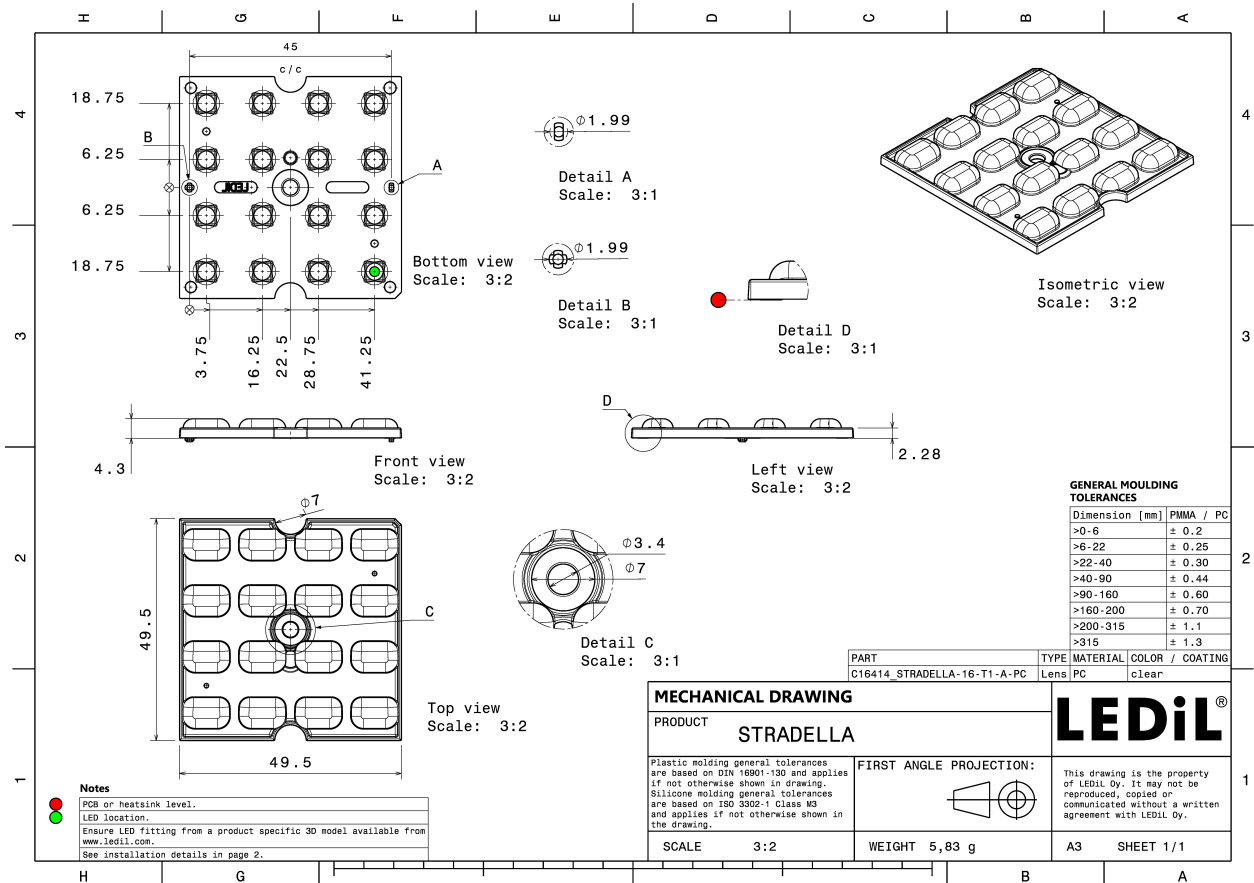 H G F E D C B A
45
c/c
18.75
B
6.25
A
6.25
18.75
LEDiL
Bottom view
Scale: 3:2
3.75
16.25
22.5
28.75
41.25
⌀1.99
Detail A
Scale: 3:1
⌀1.99
Detail B
Scale: 3:1
Detail D
Scale: 3:1
Isometric view
Scale: 3:2
4
4
3
3
4.3
Front view
Scale: 3:2
D
2.28
Left view
Scale: 3:2
⌀7
49.5
C
Top view
Scale: 3:2
49.5
⌀3.4
⌀7
Detail C
Scale: 3:1
2
2
GENERAL MOULDING
TOLERANCES
Dimension [mm] PMMA / PC
>0-6 ± 0.2
>6-22 ± 0.25
>22-40 ± 0.30
>40-90 ± 0.44
>90-160 ± 0.60
>160-200 ± 0.70
>200-315 ± 1.1
>315 ± 1.3
PART TYPE MATERIAL COLOR / COATING
C16414_STRADELLA-16-T1-A-PC Lens PC clear
MECHANICAL DRAWING
PRODUCT
STRADELLA
LEDiL®
Plastic molding general tolerances
are based on DIN 16901-130 and applies
if not otherwise shown in drawing.
Silicone molding general tolerances
are based on ISO 3302-1 Class M3
and applies if not otherwise shown in
the drawing.
FIRST ANGLE PROJECTION:
This drawing is the property
of LEDiL Oy. It may not be
reproduced, copied or
communicated without a written
agreement with LEDiL Oy.
SCALE 3:2
WEIGHT 5,83 g
A3 SHEET 1/1
1
1
Notes
PCB or heatsink level.
LED location.
Ensure LED fitting from a product specific 3D model available from
www.ledil.com.
See installation details in page 2.
H G B A